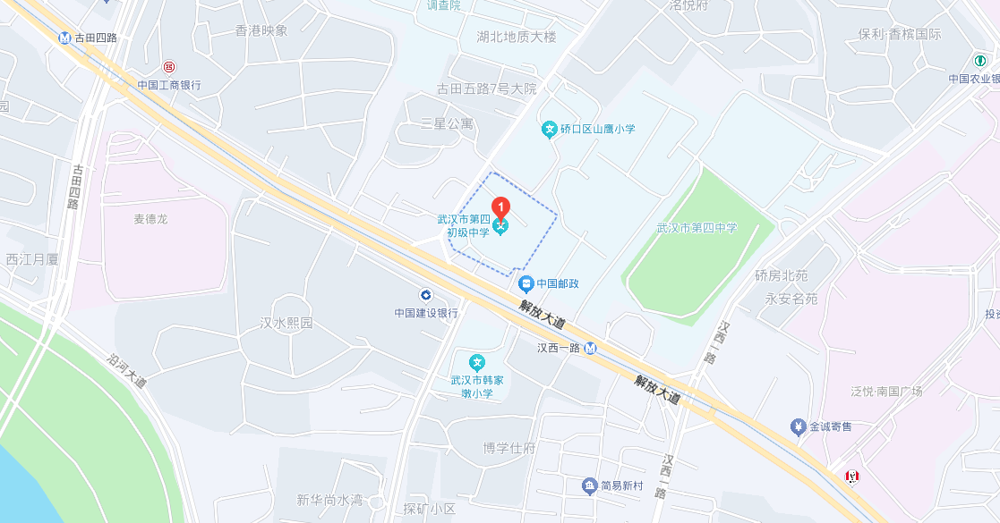 调查院
洺悦府
古田四路
香港映象
湖北地质大楼
保利·香槟国际
中国工商银行
古田五路7号大院
中国农业银
园
三星公寓
硚口区山鹰小学
古田四路
麦德龙
武汉市第四
初级中学
1
文
武汉市第四中学
西江月厦
硚房北苑
永安名苑
中国邮政
中国建设银行
解放大道
汉水熙园
投资
汉西一路
汉西一路
沿河大道
武汉市韩家
墩小学
解放大道
泛悦·南国广场
金诚寄售
博学仕府
汉西一路
新华尚水湾
简易新村
探矿小区